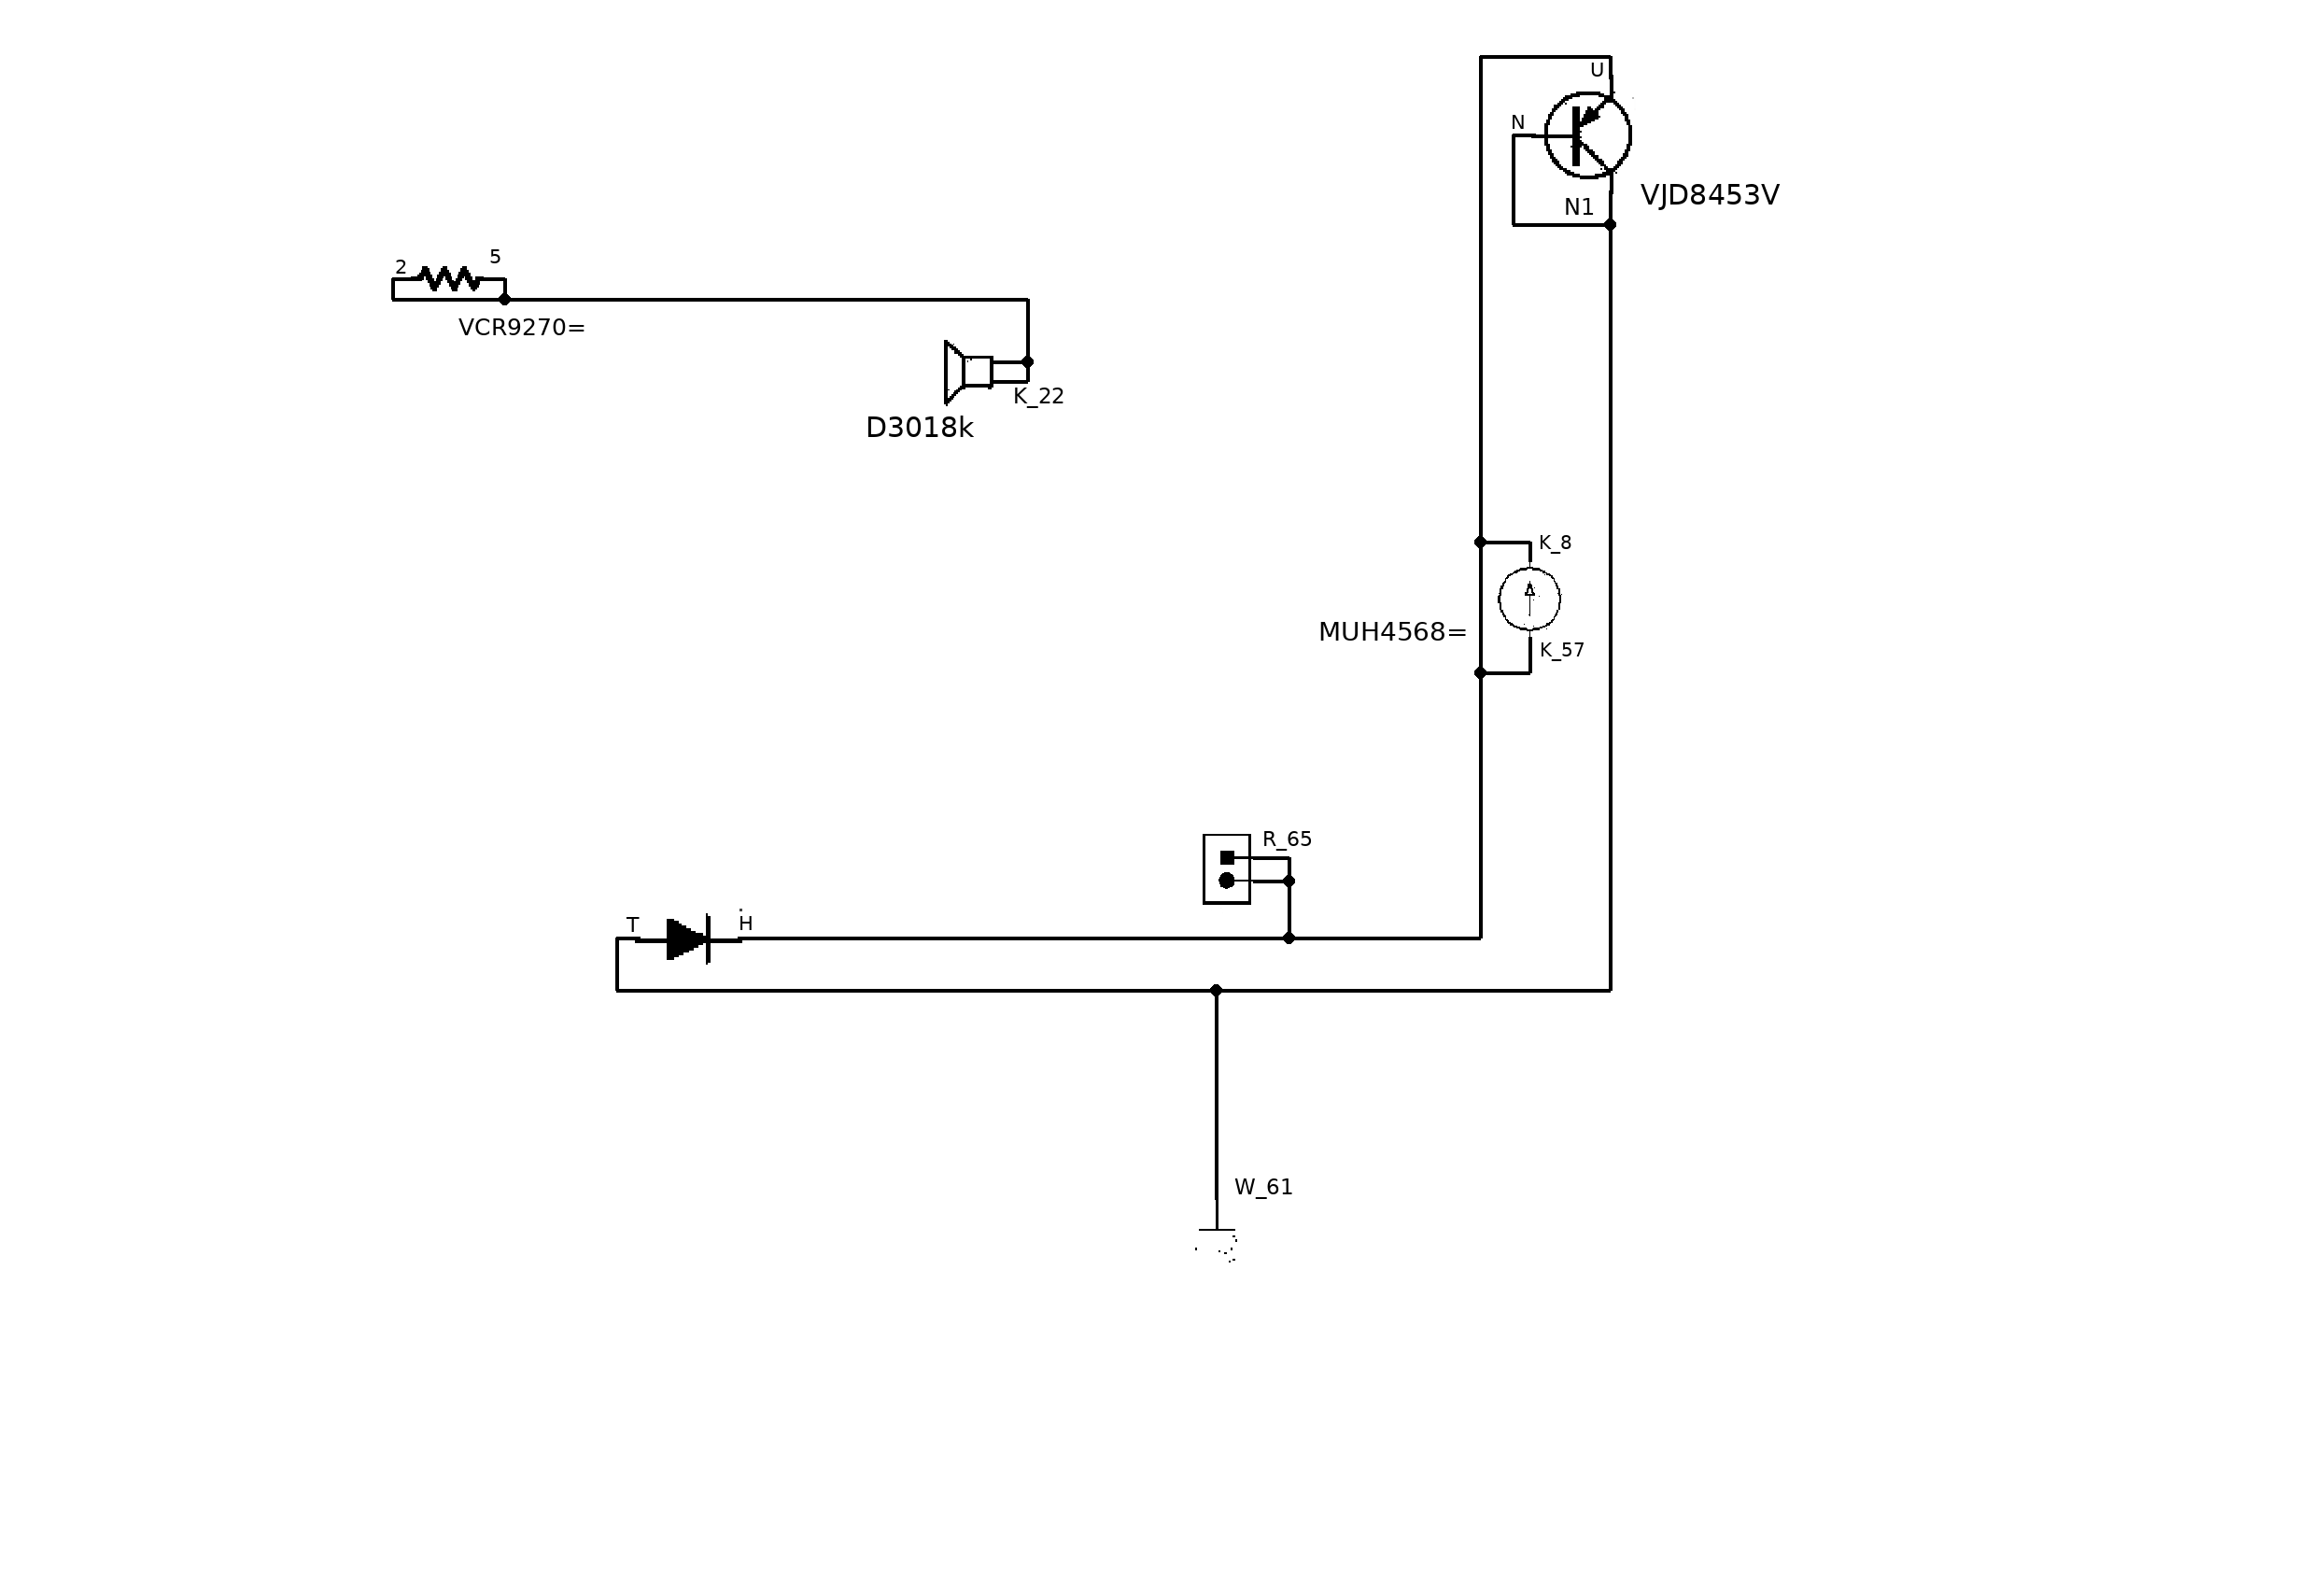 U
N
VJD8453V
N1
2
5
VCR9270=
K_22
D3018k
K_8
MUH4568=
K_57
R_65
T
H
W_61